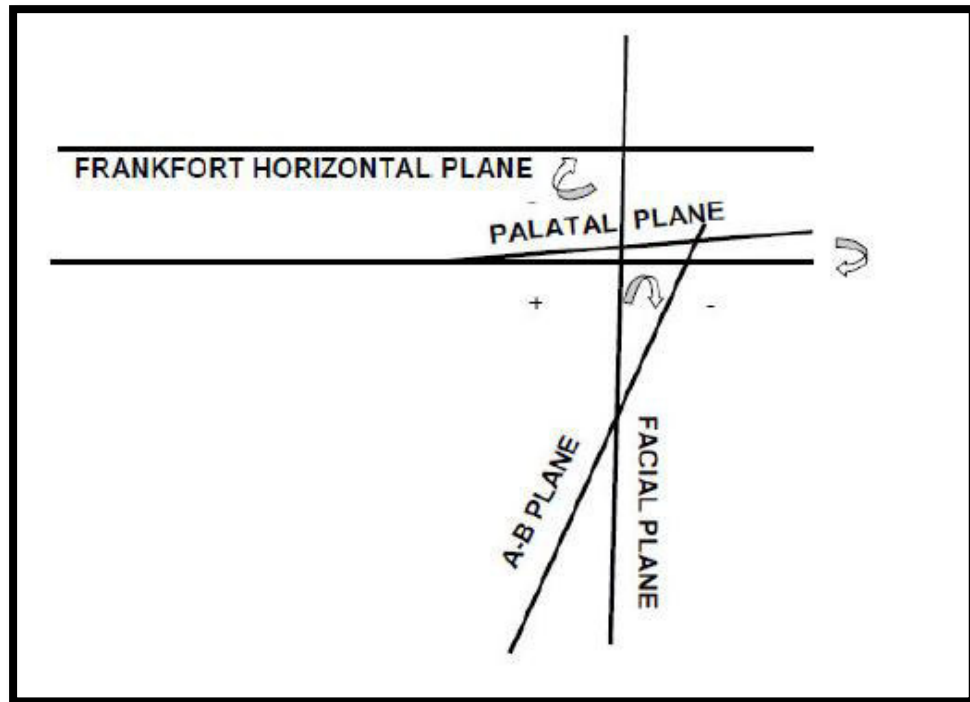 FRANKFORT HORIZONTAL PLANE
-
PALATAL PLANE
+
-
A-B PLANE
FACIAL PLANE